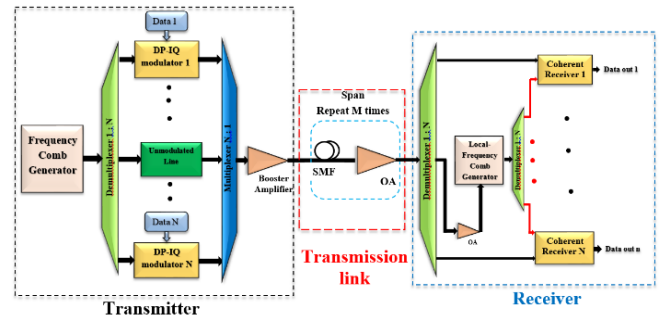 Data 1
DP-IQ
modulator 1
Frequency
Comb
Generator
Demultiplexer 1 : N
Unmodulated
Line
Data N
DP-IQ
modulator N
Multiplexer N : 1
Booster
Amplifier
Transmitter
Span
Repeat M times
SMF
OA
Transmission
link
Demultiplexer 1 : N
OA
Local-
Frequency
Comb
Generator
Demultiplexer 1 : N
Coherent
Receiver 1
Data out 1
Coherent
Receiver N
Data out n
Receiver